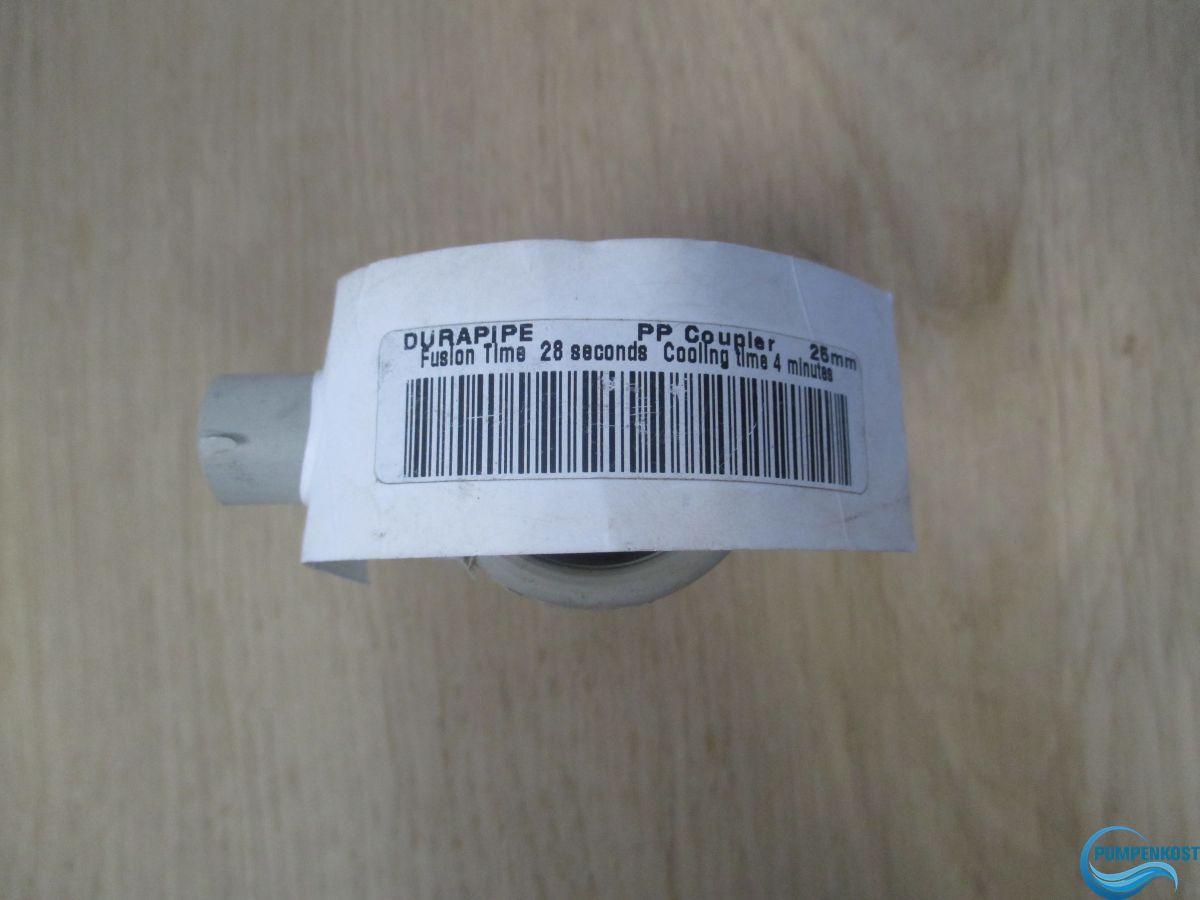 DURAPIPE PP Coupler 25mm
Fusion Time 28 seconds Cooling time 4 minutes
PUMPENKOST